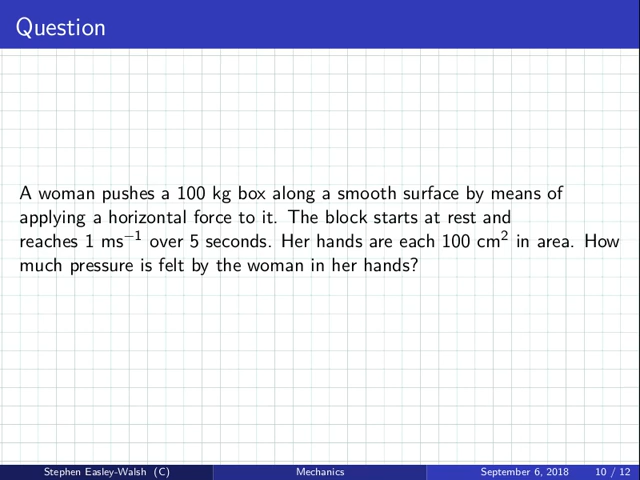 Question
A woman pushes a 100 kg box along a smooth surface by means of
applying a horizontal force to it. The block starts at rest and
reaches 1 ms⁻¹ over 5 seconds. Her hands are each 100 cm² in area. How
much pressure is felt by the woman in her hands?
Stephen Easley-Walsh (C) Mechanics September 6, 2018 10 / 12